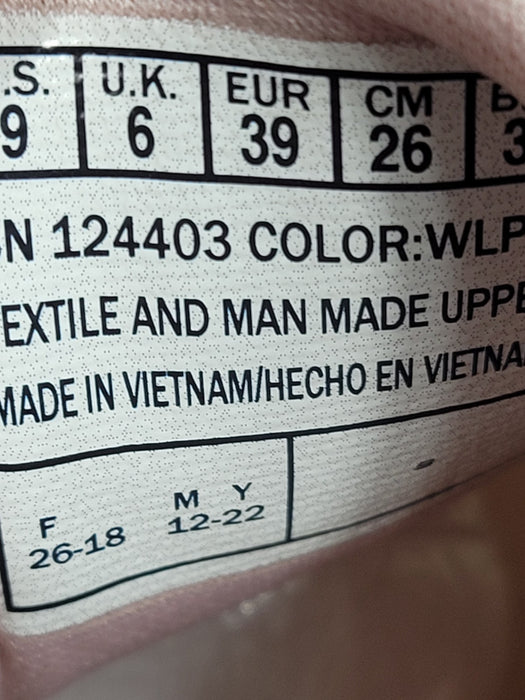 .S. U.K. EUR CM B
9 6 39 26 3
N 124403 COLOR:WLP
EXTILE AND MAN MADE UPPE
MADE IN VIETNAM/HECHO EN VIETNA
F M Y
26-18 12-22
-